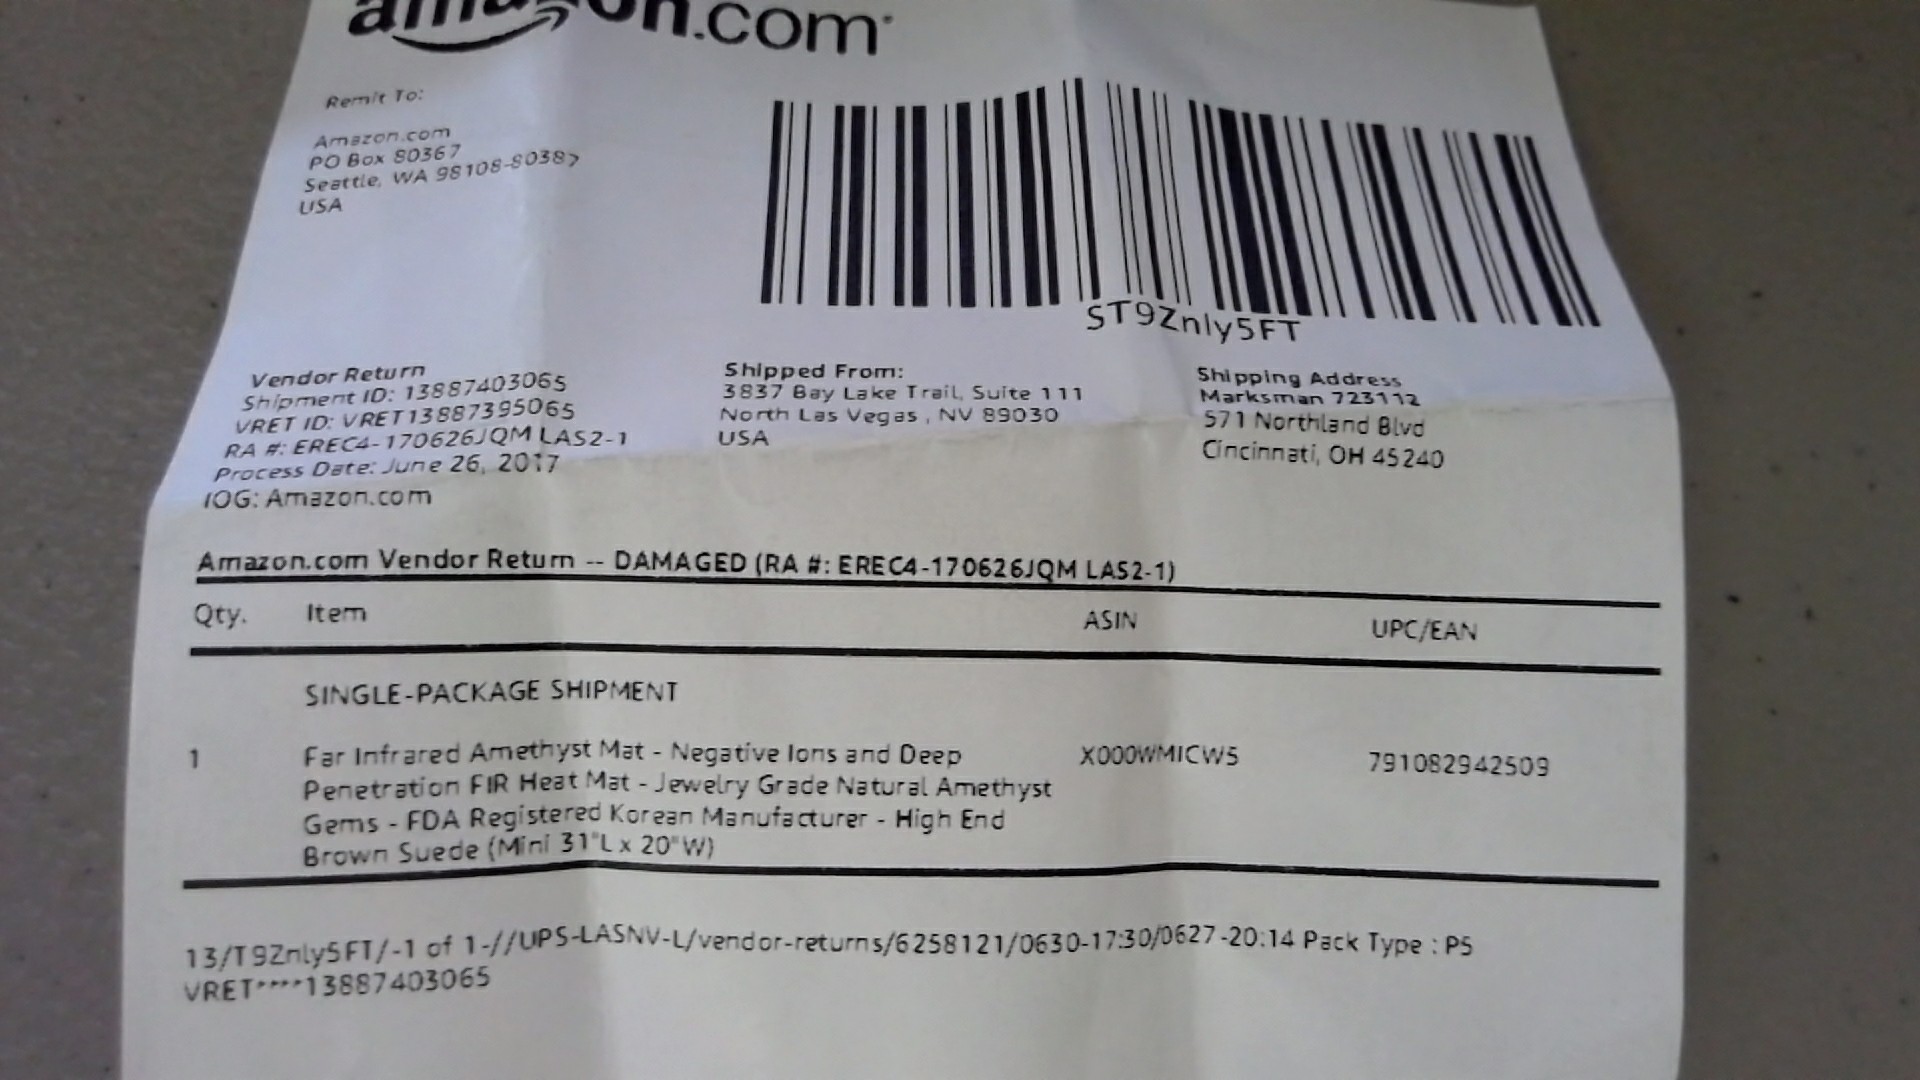 amazon.com
Remit To:
Amazon.com
PO Box 80367
Seattle, WA 98108-80387
USA
ST9Znly5FT
Vendor Return
Shipment ID: 13887403065
VRET ID: VRET13887395065
RA #: EREC4-170626JQM LAS2-1
Process Date: June 26, 2017
IOG: Amazon.com
Shipped From:
3837 Bay Lake Trail, Suite 111
North Las Vegas , NV 89030
USA
Shipping Address
Marksman 723112
571 Northland Blvd
Cincinnati, OH 45240
Amazon.com Vendor Return -- DAMAGED (RA #: EREC4-170626JQM LAS2-1)
Qty. Item ASIN UPC/EAN
SINGLE-PACKAGE SHIPMENT
1 Far Infrared Amethyst Mat - Negative Ions and Deep X000WMICW5 791082942509
Penetration FIR Heat Mat - Jewelry Grade Natural Amethyst
Gems - FDA Registered Korean Manufacturer - High End
Brown Suede (Mini 31"L x 20"W)
13/T9Znly5FT/-1 of 1-//UPS-LASNV-L/vendor-returns/6258121/0630-17:30/0627-20:14 Pack Type : P5
VRET****13887403065